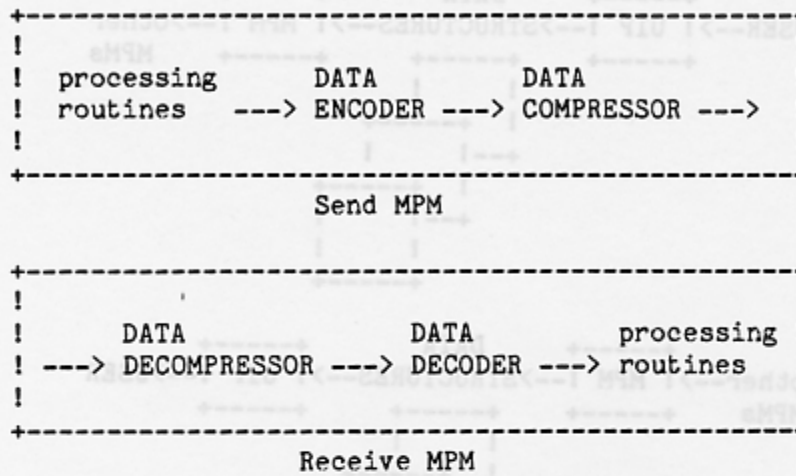 processing DATA DATA
routines ---> ENCODER ---> COMPRESSOR --->
Send MPM
DATA DATA processing
---> DECOMPRESSOR ---> DECODER ---> routines
Receive MPM